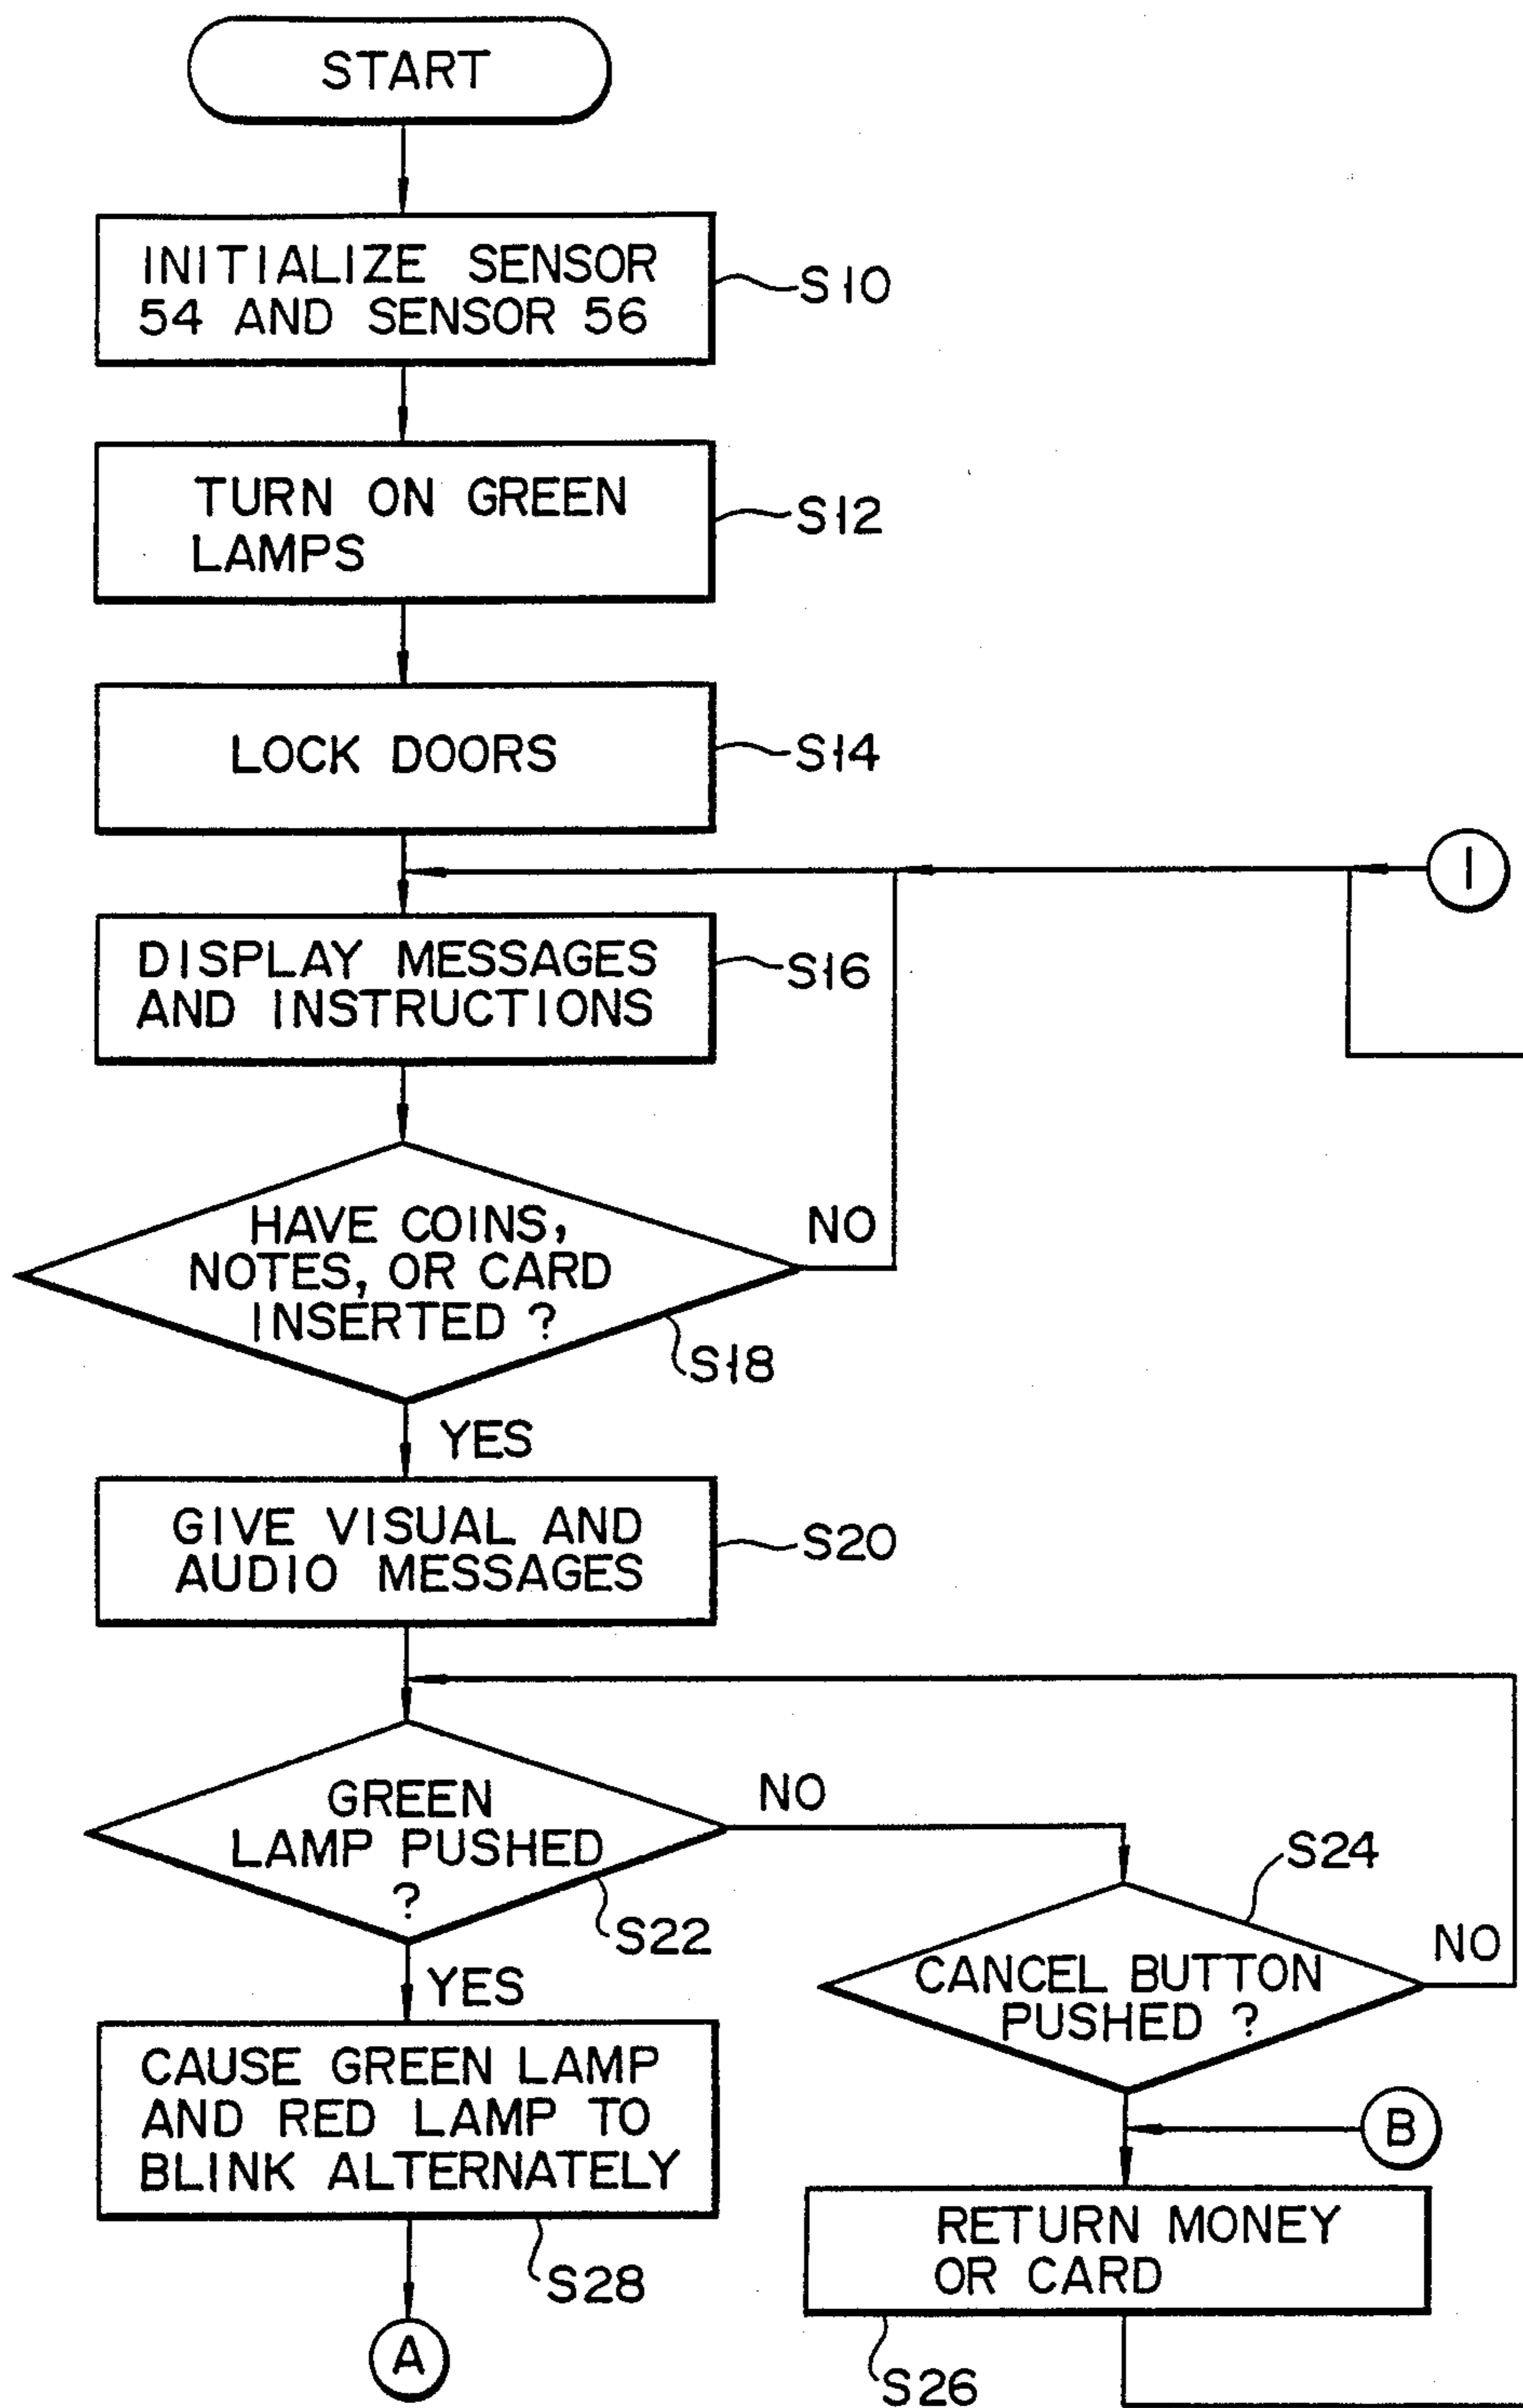 START
INITIALIZE SENSOR
54 AND SENSOR 56
S10
TURN ON GREEN
LAMPS
S12
LOCK DOORS
S14
1
DISPLAY MESSAGES
AND INSTRUCTIONS
S16
HAVE COINS,
NOTES, OR CARD
INSERTED ?
NO
S18
YES
GIVE VISUAL AND
AUDIO MESSAGES
S20
GREEN
LAMP PUSHED
?
NO
S22
S24
CANCEL BUTTON
PUSHED ?
NO
YES
CAUSE GREEN LAMP
AND RED LAMP TO
BLINK ALTERNATELY
S28
B
RETURN MONEY
OR CARD
S26
A